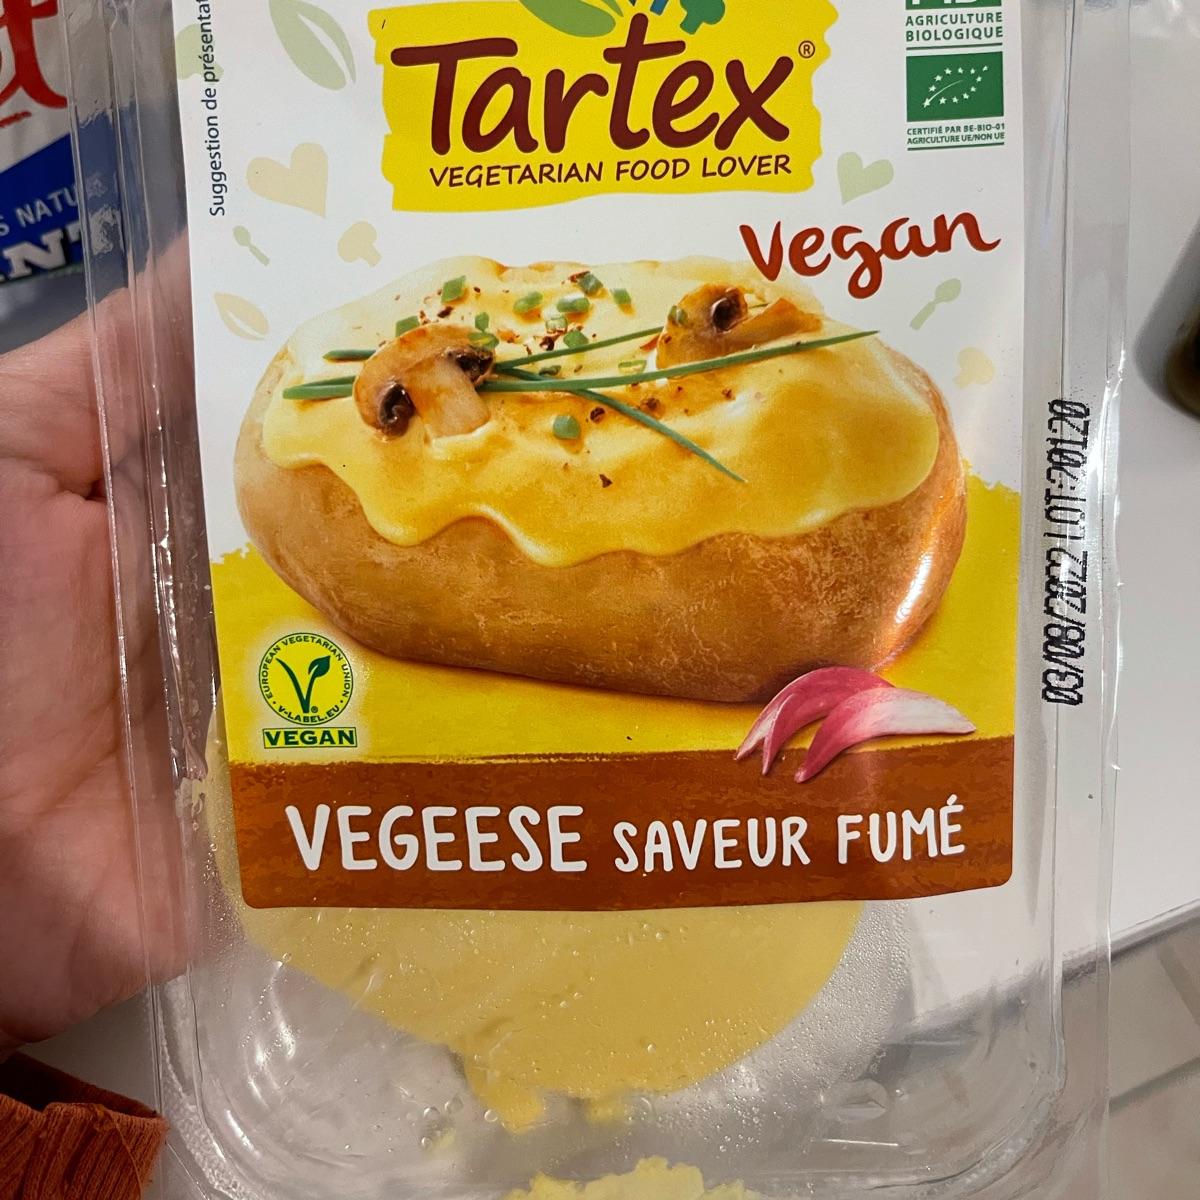 Tartex®
VEGETARIAN FOOD LOVER
AGRICULTURE
BIOLOGIQUE
CERTIFIÉ PAR BE-BIO-01
AGRICULTURE UE/NON UE
Suggestion de
Vegan
EUROPEAN VEGETARIAN UNION
V-LABEL.EU
VEGAN
VEGEESE SAVEUR FUMÉ
03/08/2022 LOT:20120
S NATU